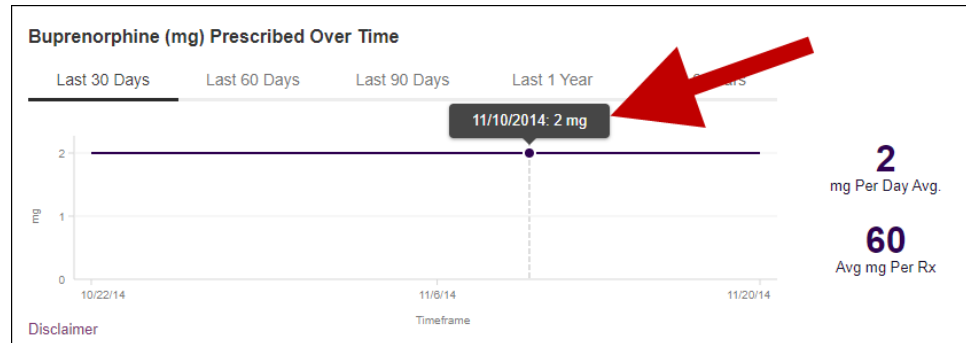 Buprenorphine (mg) Prescribed Over Time
Last 30 Days Last 60 Days Last 90 Days Last 1 Year
11/10/2014: 2 mg
2
1
0
mg
10/22/14 11/6/14 11/20/14
Timeframe
2
mg Per Day Avg.
60
Avg mg Per Rx
Disclaimer